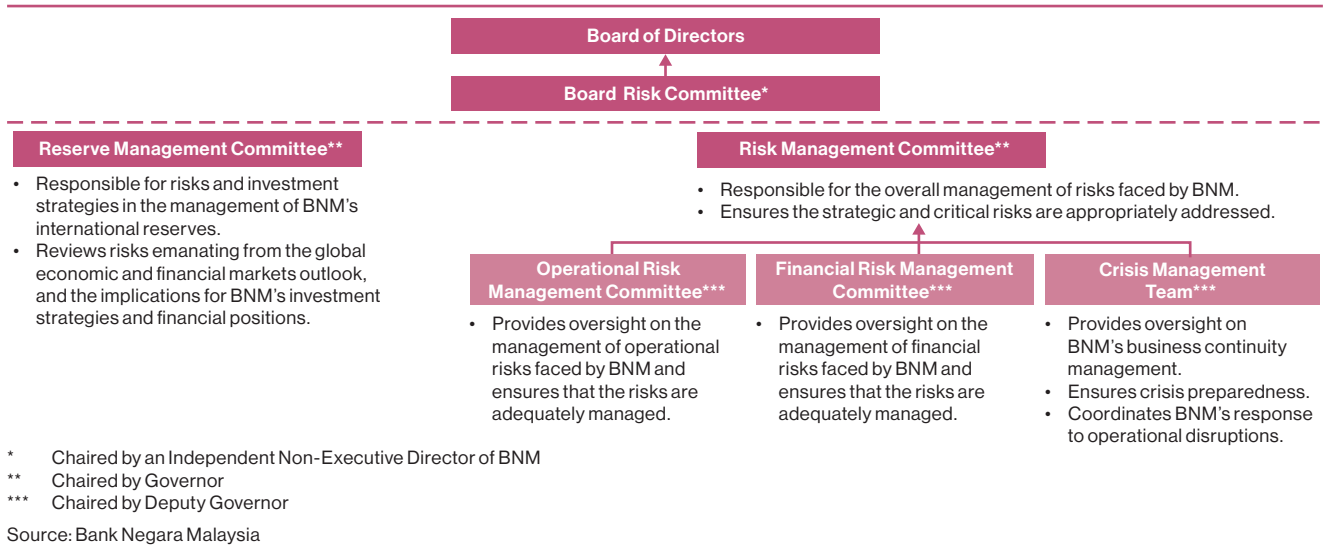 Board of Directors
Board Risk Committee*
Reserve Management Committee**
• Responsible for risks and investment
strategies in the management of BNM's
international reserves.
• Reviews risks emanating from the global
economic and financial markets outlook,
and the implications for BNM's investment
strategies and financial positions.
Risk Management Committee**
• Responsible for the overall management of risks faced by BNM.
• Ensures the strategic and critical risks are appropriately addressed.
Operational Risk
Management Committee***
• Provides oversight on the
management of operational
risks faced by BNM and
ensures that the risks are
adequately managed.
Financial Risk Management
Committee***
• Provides oversight on the
management of financial
risks faced by BNM and
ensures that the risks are
adequately managed.
Crisis Management
Team***
• Provides oversight on
BNM's business continuity
management.
• Ensures crisis preparedness.
• Coordinates BNM's response
to operational disruptions.
* Chaired by an Independent Non-Executive Director of BNM
** Chaired by Governor
*** Chaired by Deputy Governor
Source: Bank Negara Malaysia